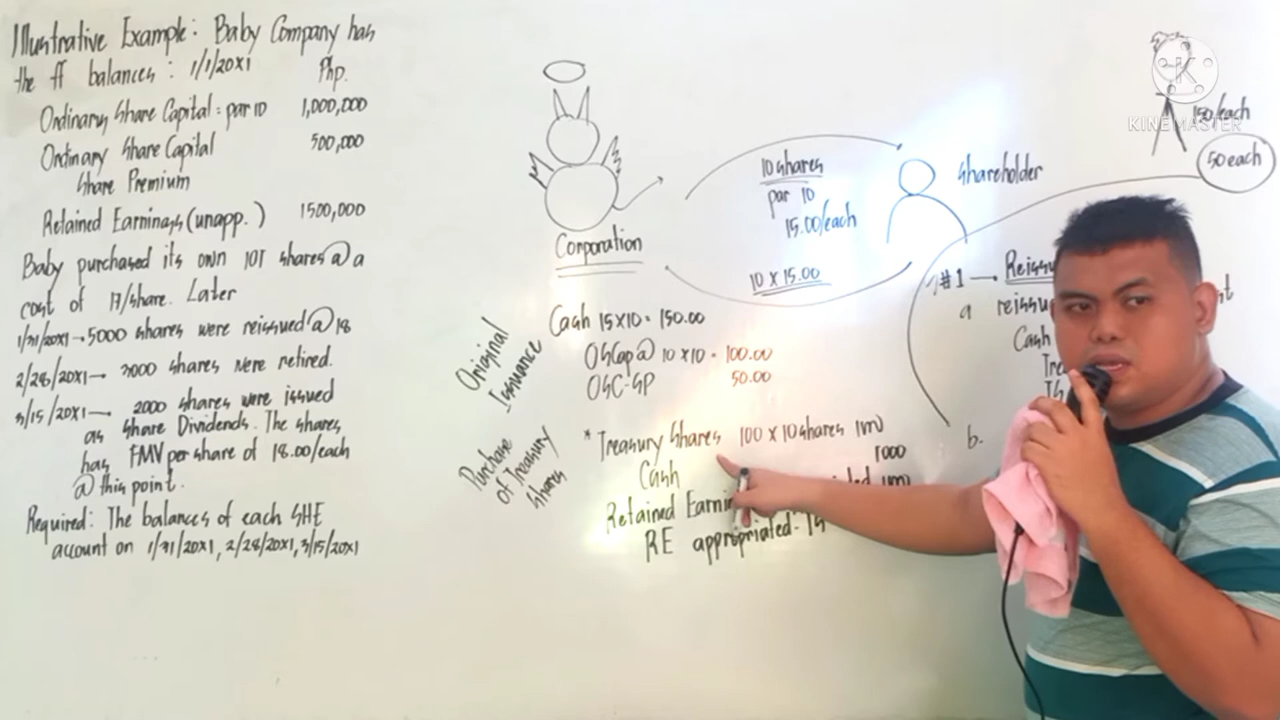 Illustrative Example: Baby Company has
the ff balances: 1/1/20x1 Php.
Ordinary Share Capital: par 10 1,000,000
Ordinary Share Capital 500,000
Share Premium
Retained Earnings (unapp.) 1500,000
Baby purchased its own 10T shares @ a
cost of 17/share. Later
1/31/20x1 → 5000 shares were reissued @ 18
2/28/20x1 → 3000 shares were retired.
3/15/20x1 → 2000 shares were issued
as Share Dividends. The shares
has FMV per share of 18.00/each
@ this point.
Required: The balances of each SHE
account on 1/31/20x1, 2/28/20x1, 3/15/20x1
Corporation
10 shares
par 10
15.00/each
10 x 15.00
Shareholder
150/each
50 each
K
KINEMASTER
Original
Issuance
Cash 15x10 = 150.00
OSCap @ 10 x 10 = 100.00
OSC-SP 50.00
Purchase
of Treasury
Shares
* Treasury Shares 100 x 10 shares
Cash 1000
Retained
RE appropriated - TS
#1 →
a
Cash
b.